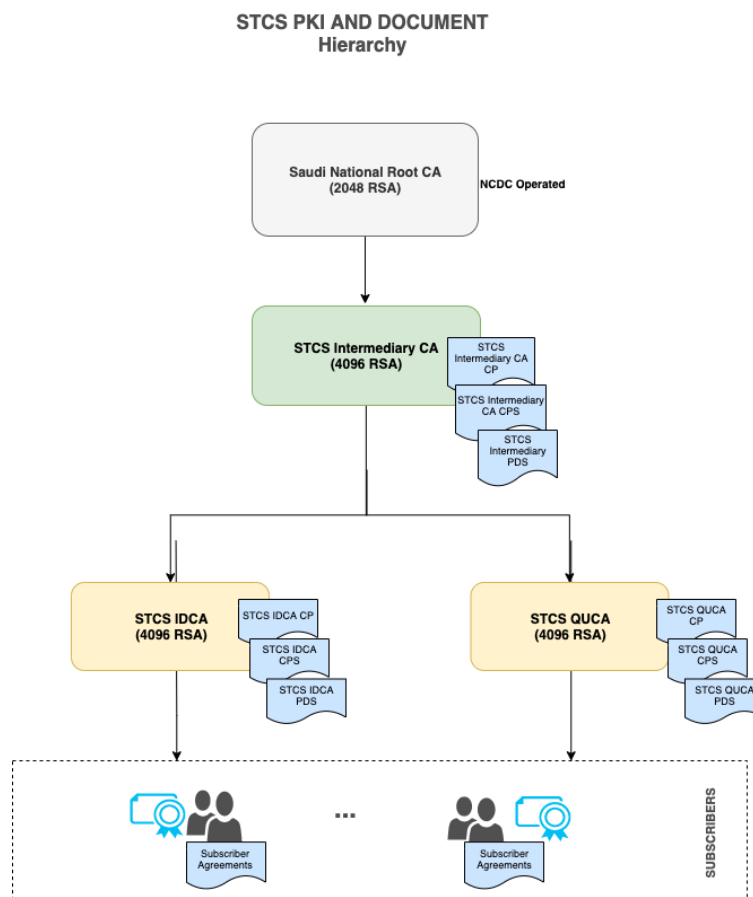 STCS PKI AND DOCUMENT
Hierarchy
Saudi National Root CA
(2048 RSA)
NCDC Operated
STCS Intermediary CA
(4096 RSA)
STCS
Intermediary CA
CP
STCS Intermediary
CA CPS
STCS
Intermediary
PDS
STCS IDCA
(4096 RSA)
STCS IDCA CP
STCS IDCA
CPS
STCS IDCA
PDS
STCS QUCA
(4096 RSA)
STCS QUCA
CP
STCS QUCA
CPS
STCS QUCA
PDS
...
Subscriber
Agreements
Subscriber
Agreements
SUBSCRIBERS